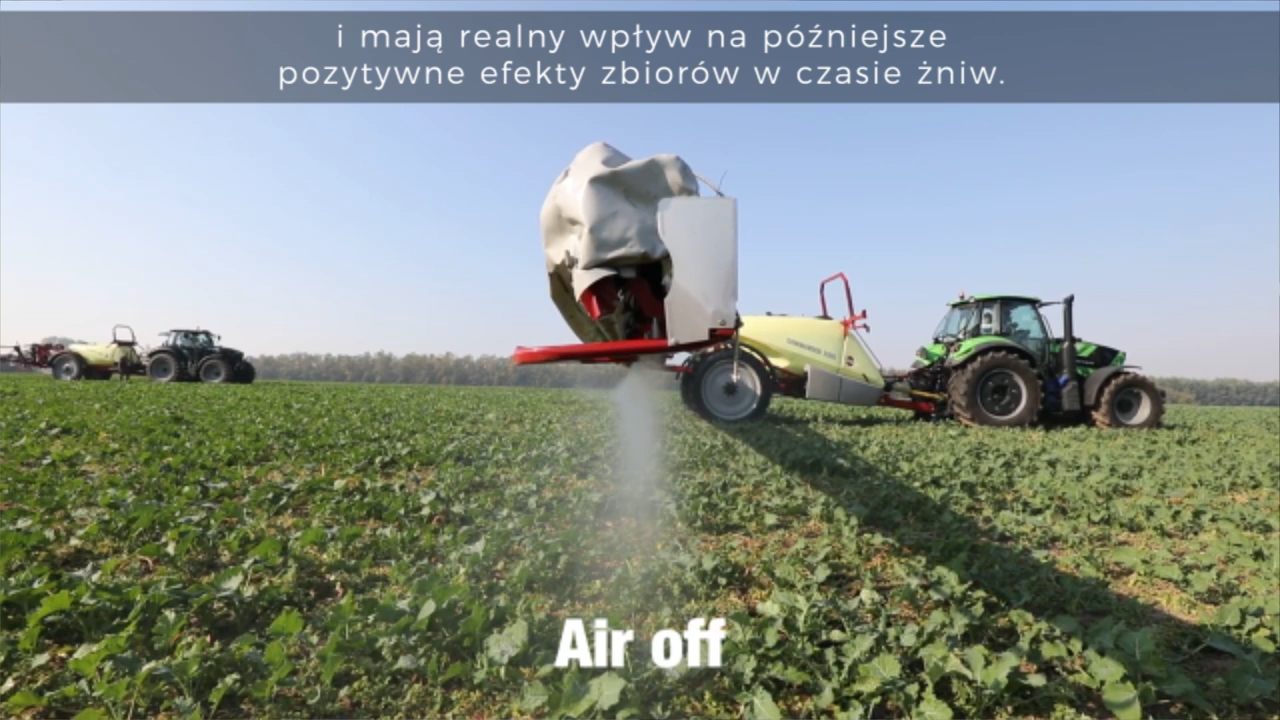 i mają realny wpływ na późniejsze
pozytywne efekty zbiorów w czasie żniw.
Air off